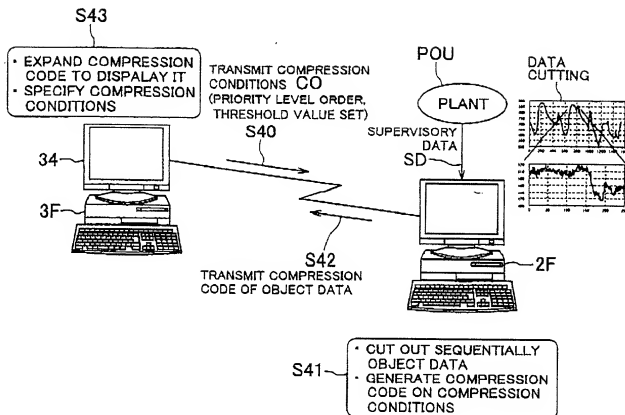 S43
• EXPAND COMPRESSION
CODE TO DISPALAY IT
• SPECIFY COMPRESSION
CONDITIONS
TRANSMIT COMPRESSION
CONDITIONS CO
(PRIORITY LEVEL ORDER,
THRESHOLD VALUE SET)
S40
POU
PLANT
DATA
CUTTING
SUPERVISORY
DATA
SD
34
3F
S42
TRANSMIT COMPRESSION
CODE OF OBJECT DATA
2F
S41
• CUT OUT SEQUENTIALLY
OBJECT DATA
• GENERATE COMPRESSION
CODE ON COMPRESSION
CONDITIONS